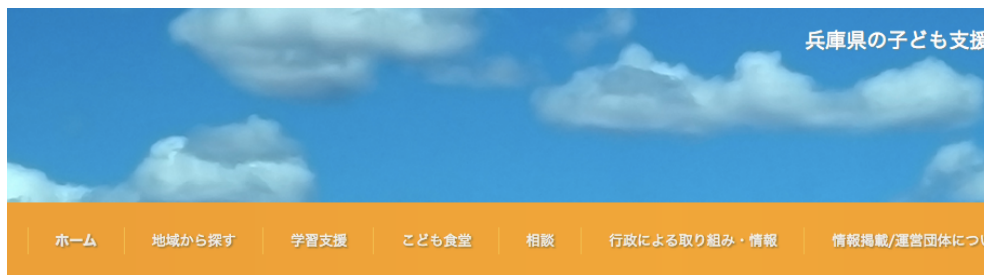 兵庫県の子ども支援
ホーム 地域から探す 学習支援 こども食堂 相談 行政による取り組み・情報 情報掲載/運営団体につ